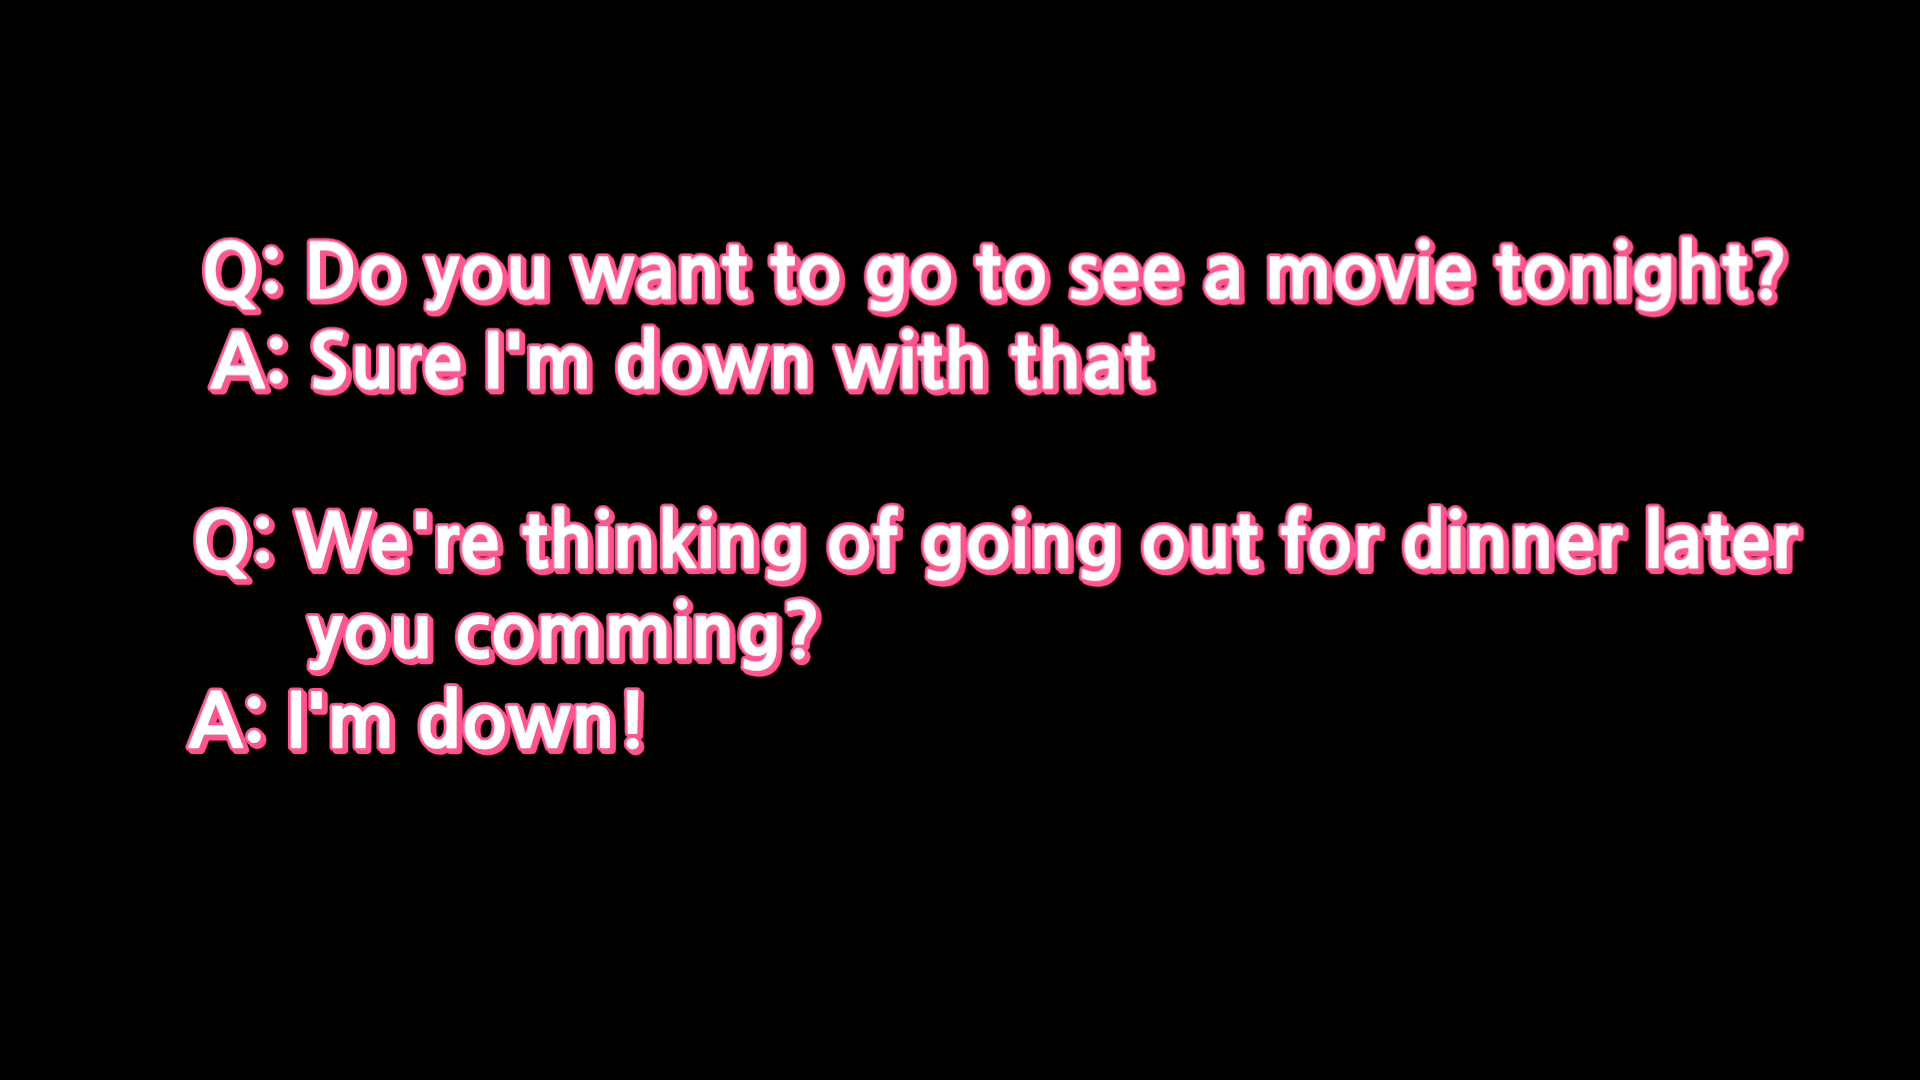 Q: Do you want to go to see a movie tonight?
A: Sure I'm down with that
Q: We're thinking of going out for dinner later
you comming?
A: I'm down!